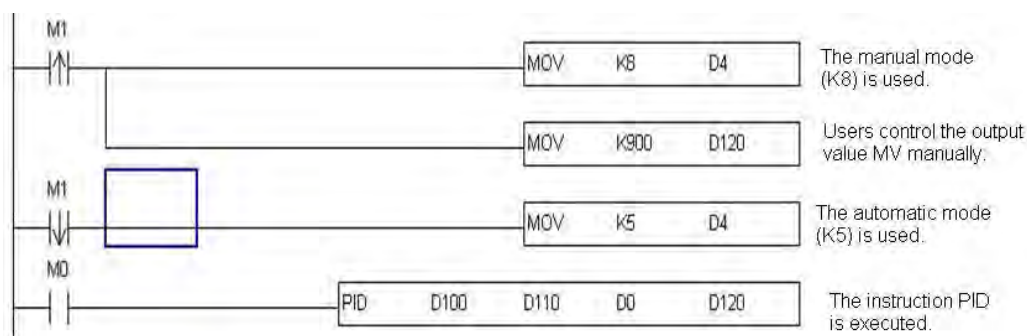 M1
MOV K8 D4
The manual mode
(K8) is used.
MOV K900 D120
Users control the output
value MV manually.
M1
MOV K5 D4
The automatic mode
(K5) is used.
M0
PID D100 D110 D0 D120
The instruction PID
is executed.